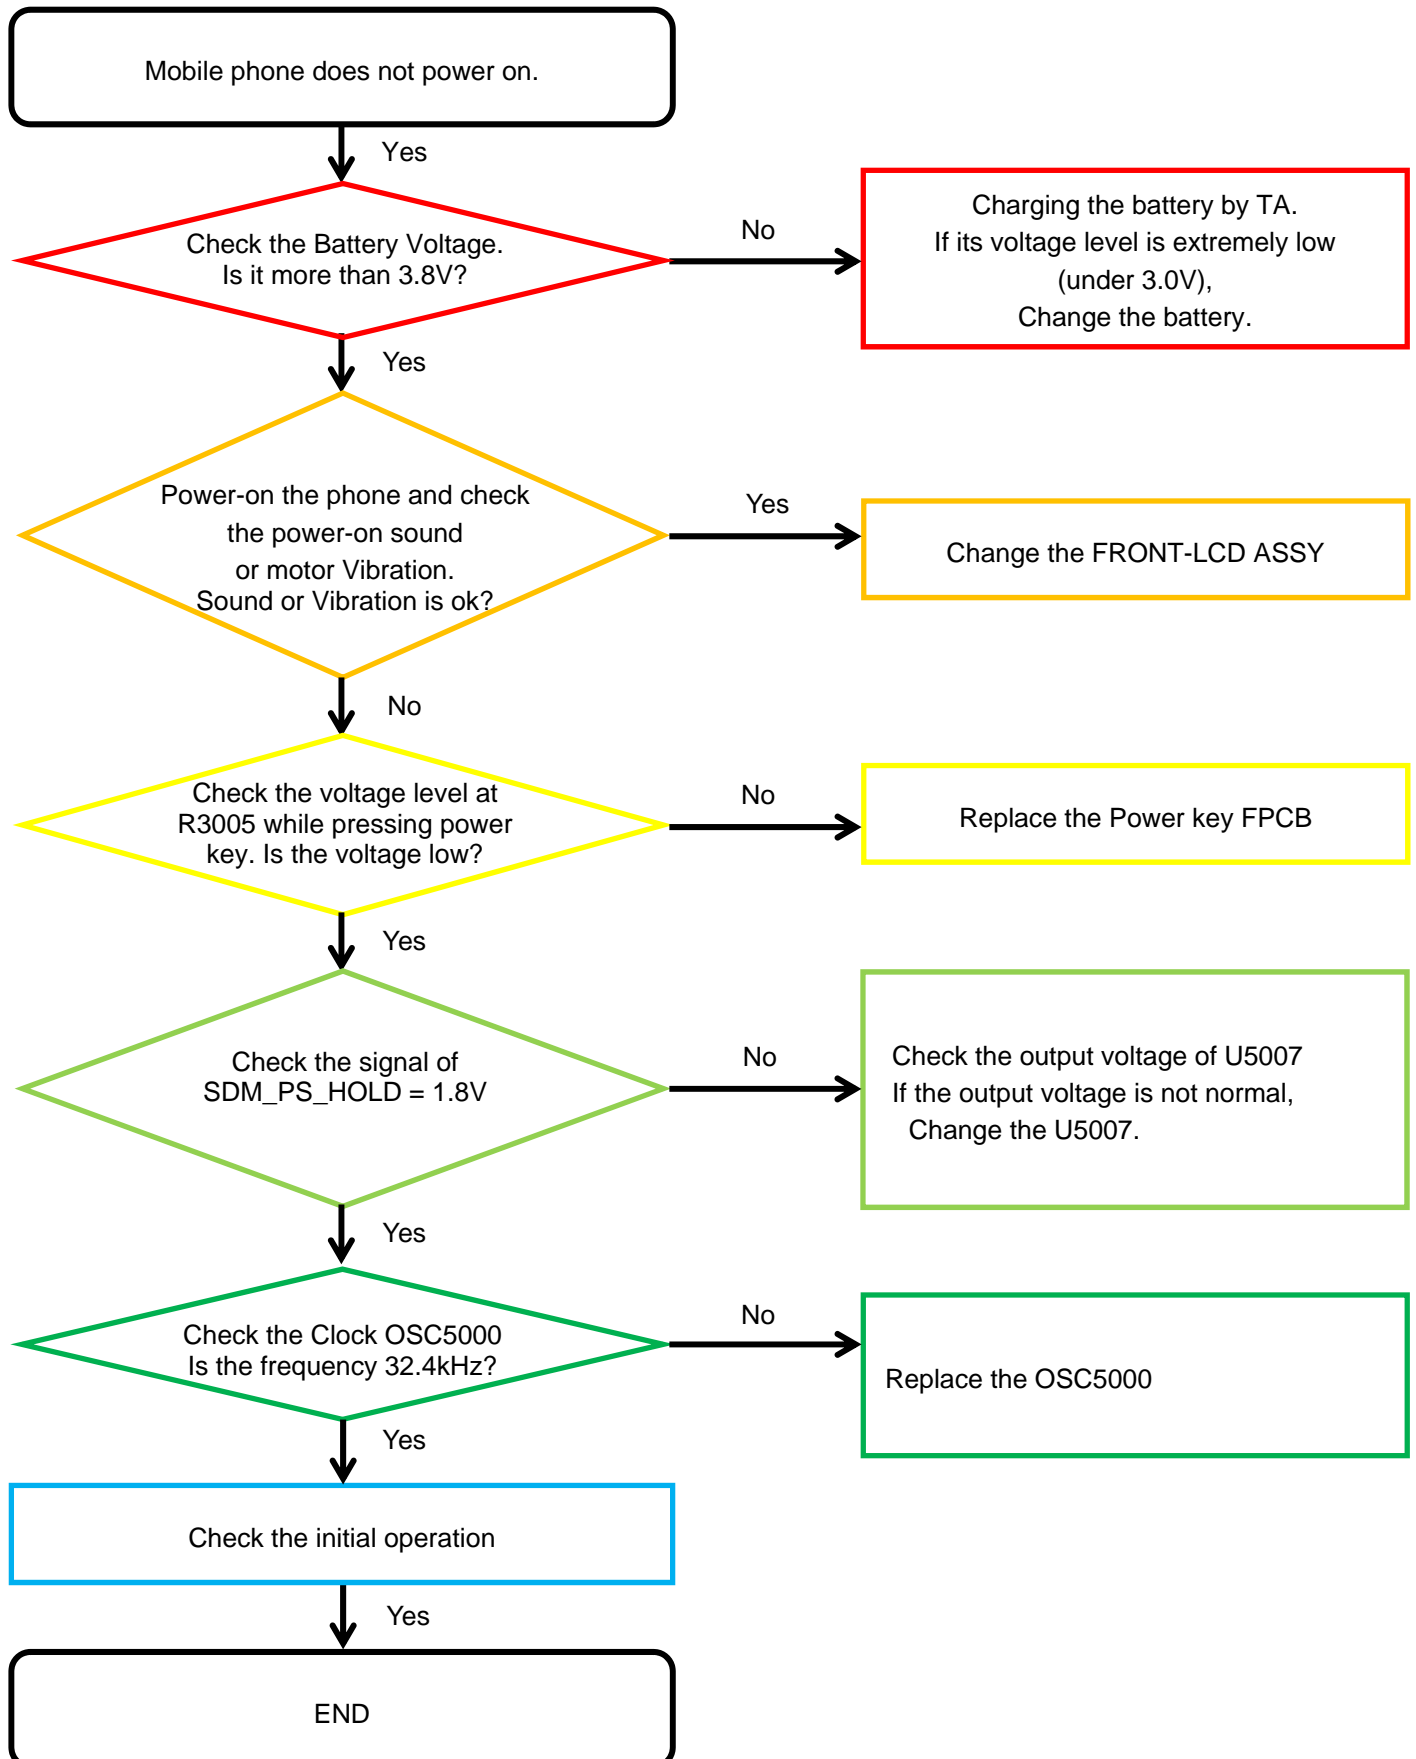 Mobile phone does not power on.
Yes
Check the Battery Voltage.
Is it more than 3.8V?
No
Charging the battery by TA.
If its voltage level is extremely low
(under 3.0V),
Change the battery.
Yes
Power-on the phone and check
the power-on sound
or motor Vibration.
Sound or Vibration is ok?
Yes
Change the FRONT-LCD ASSY
No
Check the voltage level at
R3005 while pressing power
key. Is the voltage low?
No
Replace the Power key FPCB
Yes
Check the signal of
SDM_PS_HOLD = 1.8V
No
Check the output voltage of U5007
If the output voltage is not normal,
Change the U5007.
Yes
Check the Clock OSC5000
Is the frequency 32.4kHz?
No
Replace the OSC5000
Yes
Check the initial operation
Yes
END